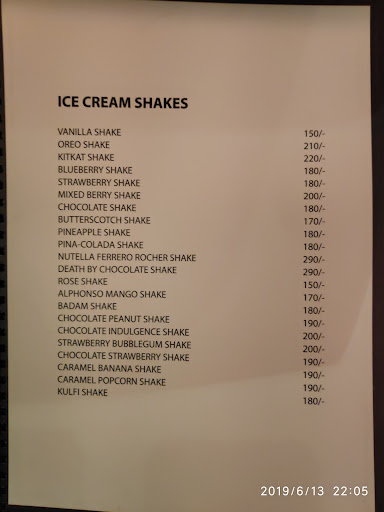 ICE CREAM SHAKES
VANILLA SHAKE 150/-
OREO SHAKE 210/-
KITKAT SHAKE 220/-
BLUEBERRY SHAKE 180/-
STRAWBERRY SHAKE 180/-
MIXED BERRY SHAKE 200/-
CHOCOLATE SHAKE 180/-
BUTTERSCOTCH SHAKE 170/-
PINEAPPLE SHAKE 180/-
PINA-COLADA SHAKE 180/-
NUTELLA FERRERO ROCHER SHAKE 290/-
DEATH BY CHOCOLATE SHAKE 290/-
ROSE SHAKE 150/-
ALPHONSO MANGO SHAKE 170/-
BADAM SHAKE 180/-
CHOCOLATE PEANUT SHAKE 190/-
CHOCOLATE INDULGENCE SHAKE 200/-
STRAWBERRY BUBBLEGUM SHAKE 200/-
CHOCOLATE STRAWBERRY SHAKE 190/-
CARAMEL BANANA SHAKE 190/-
CARAMEL POPCORN SHAKE 190/-
KULFI SHAKE 180/-
2019/6/13 22:05